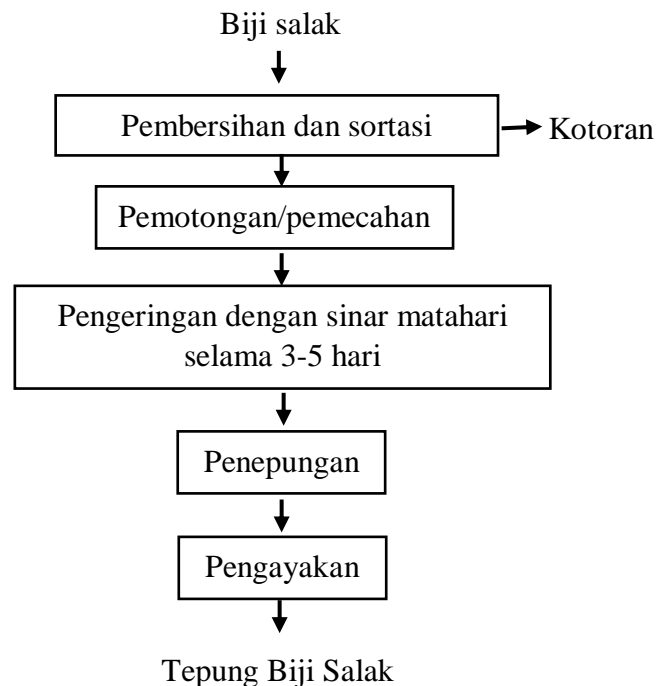 Biji salak
Pembersihan dan sortasi
Kotoran
Pemotongan/pemecahan
Pengeringan dengan sinar matahari
selama 3-5 hari
Penepungan
Pengayakan
Tepung Biji Salak